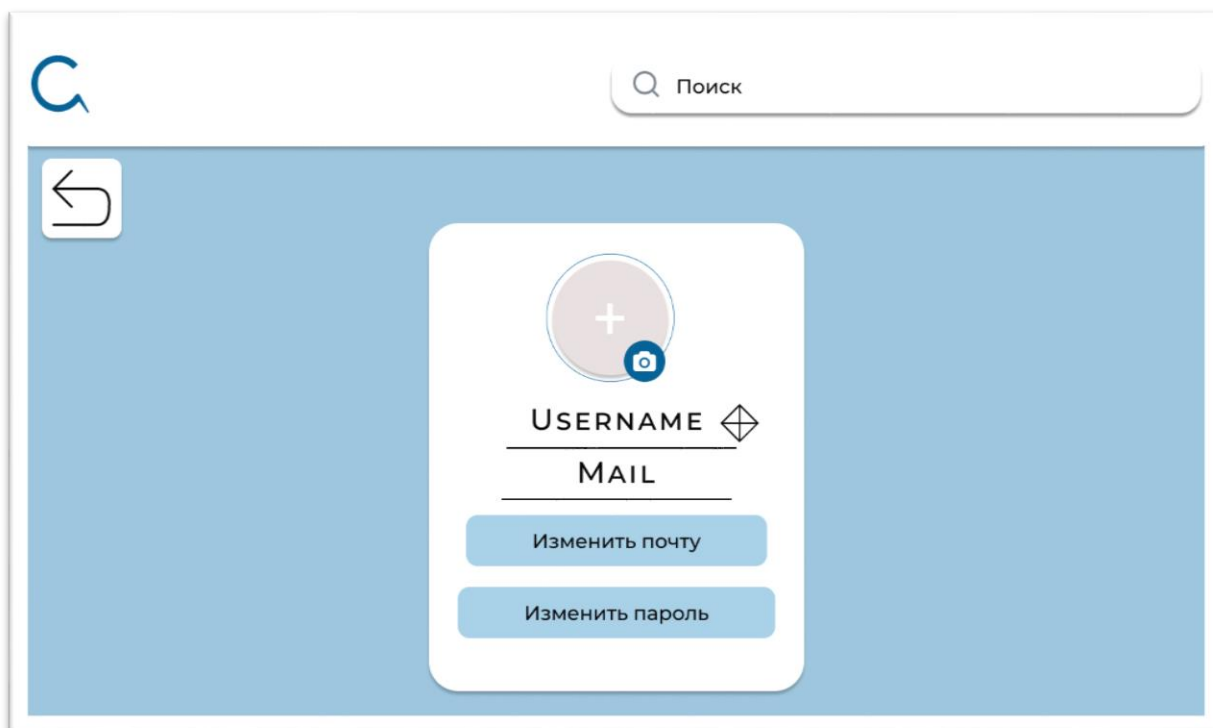 Поиск
Username
Mail
Изменить почту
Изменить пароль